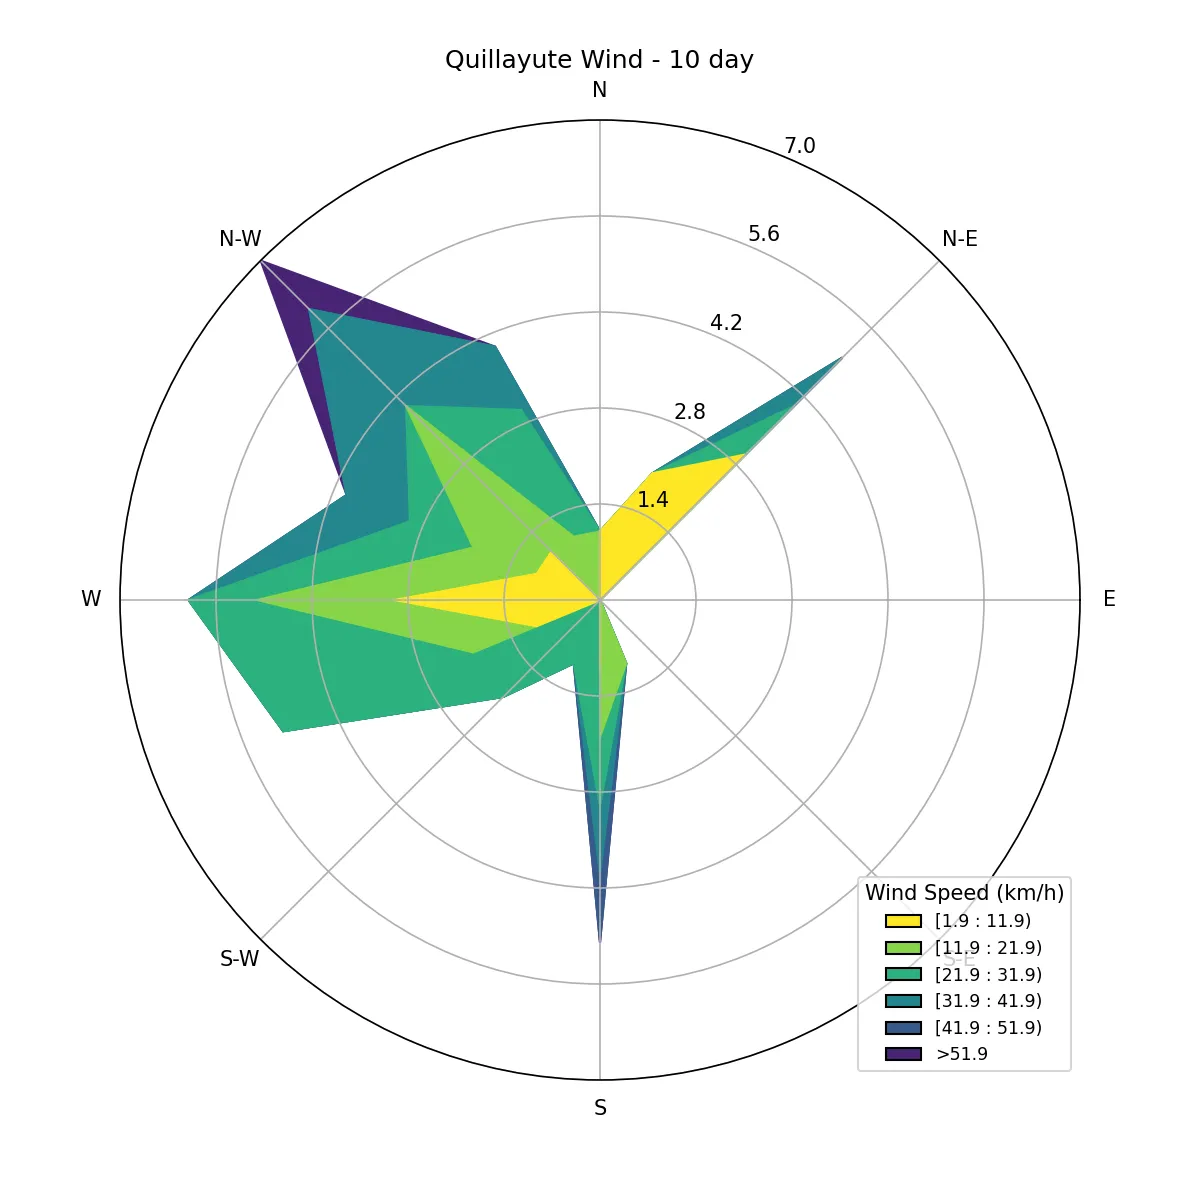 Quillayute Wind - 10 day
N
7.0
5.6
N-W
N-E
4.2
2.8
1.4
W
E
Wind Speed (km/h)
[1.9 : 11.9)
[11.9 : 21.9)
S-W
S-E
[21.9 : 31.9)
[31.9 : 41.9)
[41.9 : 51.9)
>51.9
S